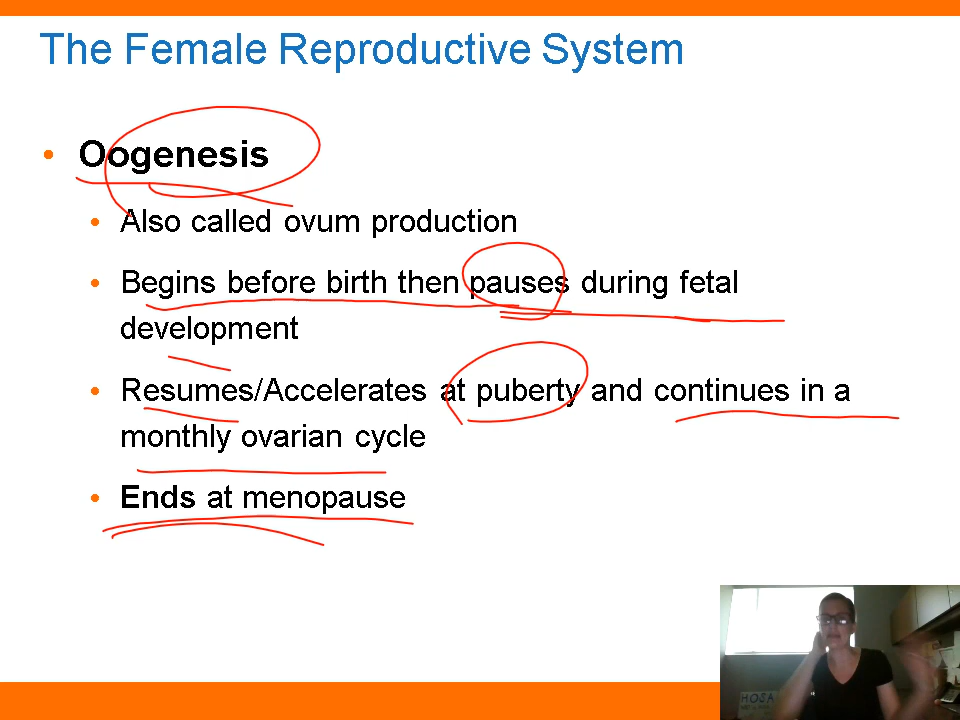 The Female Reproductive System
• Oogenesis
• Also called ovum production
• Begins before birth then pauses during fetal
development
• Resumes/Accelerates at puberty and continues in a
monthly ovarian cycle
• Ends at menopause
HOSA